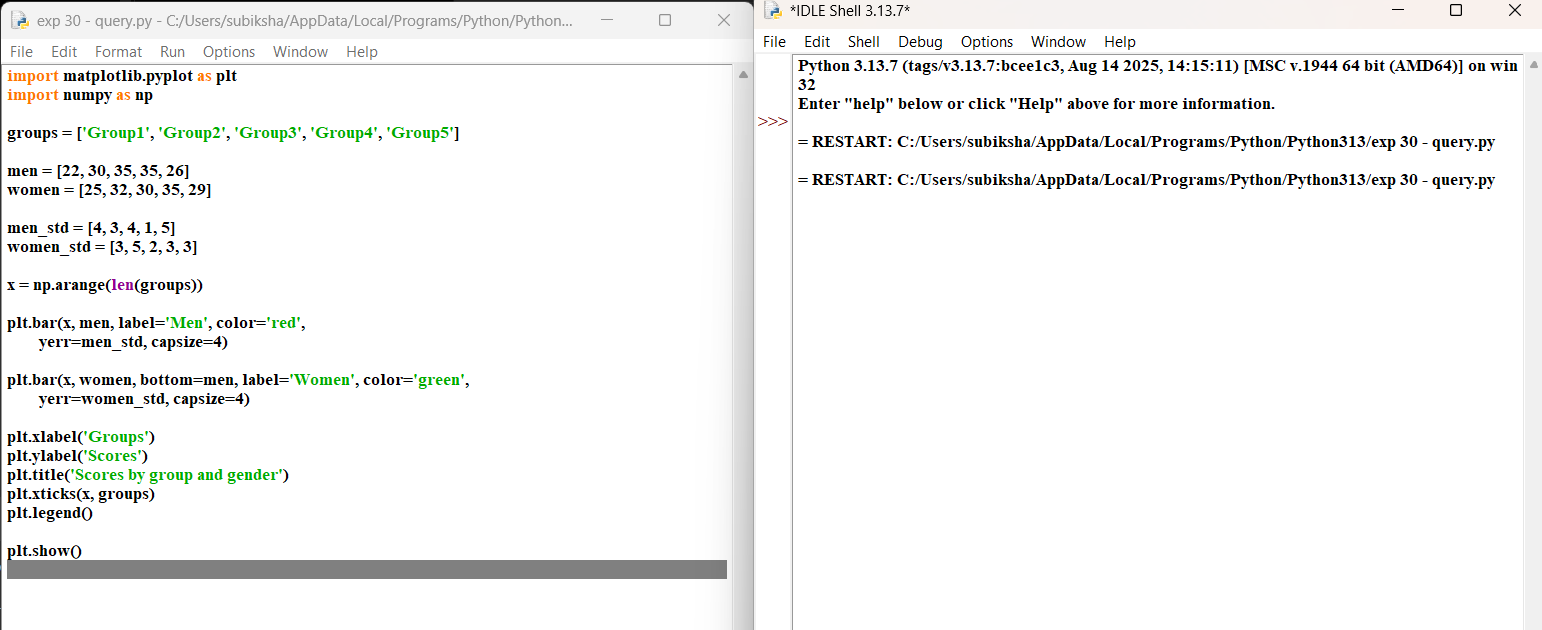 exp 30 - query.py - C:/Users/subiksha/AppData/Local/Programs/Python/Python...
File Edit Format Run Options Window Help
import matplotlib.pyplot as plt
import numpy as np
groups = ['Group1', 'Group2', 'Group3', 'Group4', 'Group5']
men = [22, 30, 35, 35, 26]
women = [25, 32, 30, 35, 29]
men_std = [4, 3, 4, 1, 5]
women_std = [3, 5, 2, 3, 3]
x = np.arange(len(groups))
plt.bar(x, men, label='Men', color='red',
yerr=men_std, capsize=4)
plt.bar(x, women, bottom=men, label='Women', color='green',
yerr=women_std, capsize=4)
plt.xlabel('Groups')
plt.ylabel('Scores')
plt.title('Scores by group and gender')
plt.xticks(x, groups)
plt.legend()
plt.show()
*IDLE Shell 3.13.7*
File Edit Shell Debug Options Window Help
Python 3.13.7 (tags/v3.13.7:bcee1c3, Aug 14 2025, 14:15:11) [MSC v.1944 64 bit (AMD64)] on win
32
Enter "help" below or click "Help" above for more information.
>>>
= RESTART: C:/Users/subiksha/AppData/Local/Programs/Python/Python313/exp 30 - query.py
= RESTART: C:/Users/subiksha/AppData/Local/Programs/Python/Python313/exp 30 - query.py